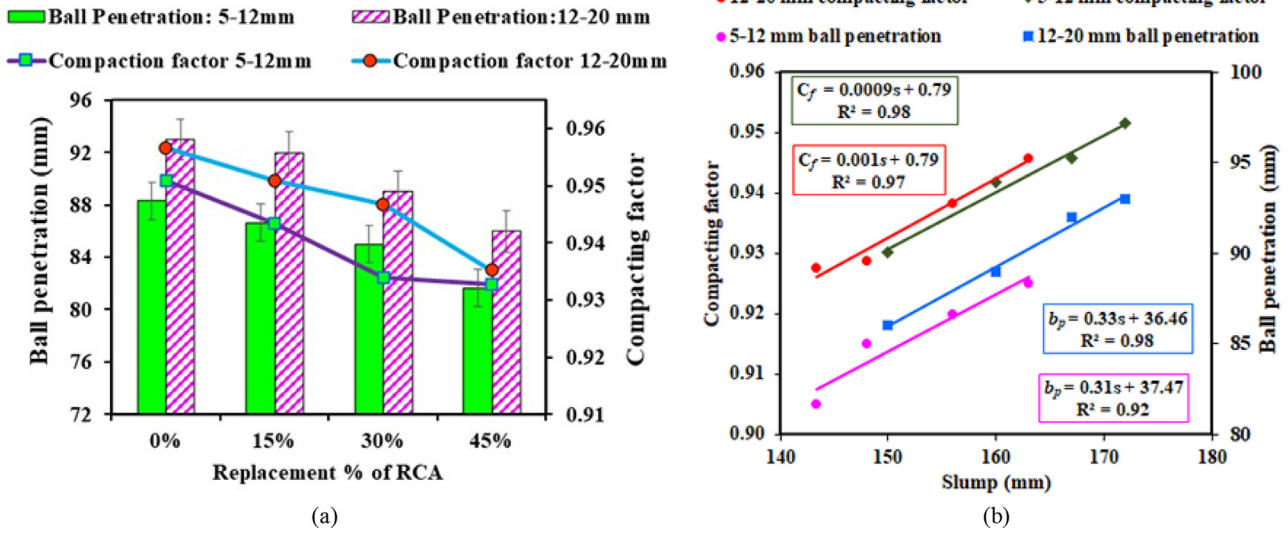 Ball Penetration: 5-12mm
Ball Penetration:12-20 mm
Compaction factor 5-12mm
Compaction factor 12-20mm
Ball penetration (mm)
96
92
88
84
80
76
72
0.96
0.95
0.94
0.93
0.92
0.91
Compacting factor
0% 15% 30% 45%
Replacement % of RCA
(a)
12-20 mm compacting factor
5-12 mm compacting factor
5-12 mm ball penetration
12-20 mm ball penetration
Compacting factor
0.96
0.95
0.94
0.93
0.92
0.91
0.90
100
95
90
85
80
Ball penetration (mm)
Cf = 0.0009s + 0.79
R² = 0.98
Cf = 0.001s + 0.79
R² = 0.97
bp = 0.33s + 36.46
R² = 0.98
bp = 0.31s + 37.47
R² = 0.92
140 150 160 170 180
Slump (mm)
(b)